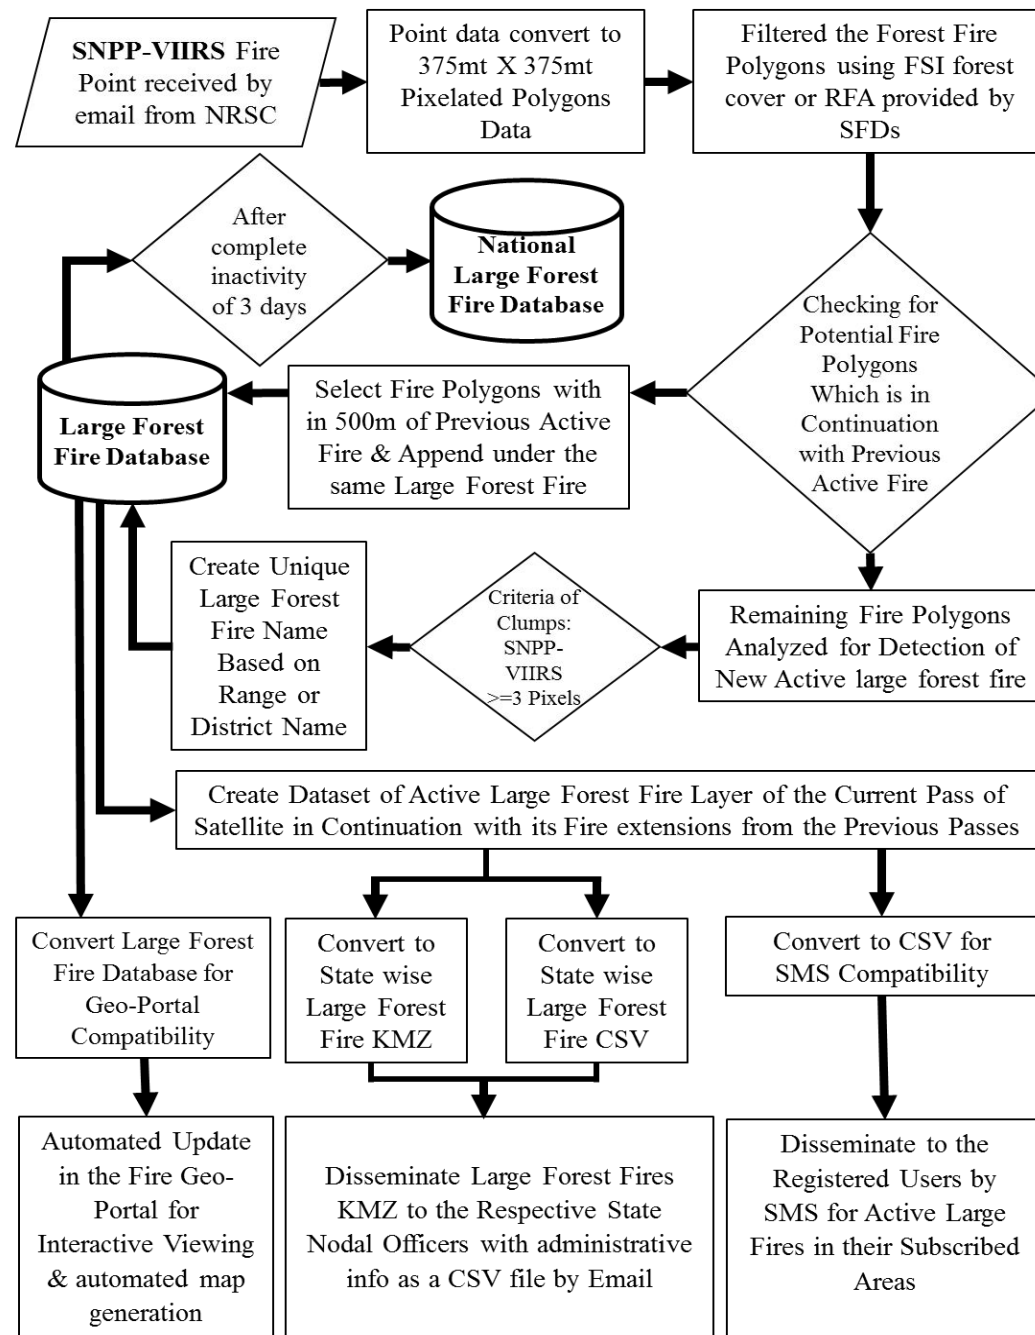 SNPP-VIIRS Fire
Point received by
email from NRSC
Point data convert to
375mt X 375mt
Pixelated Polygons
Data
Filtered the Forest Fire
Polygons using FSI forest
cover or RFA provided by
SFDs
After
complete
inactivity
of 3 days
National
Large Forest
Fire Database
Checking for
Potential Fire
Polygons
Which is in
Continuation
with Previous
Active Fire
Select Fire Polygons with
in 500m of Previous Active
Fire & Append under the
same Large Forest Fire
Large Forest
Fire Database
Create Unique
Large Forest
Fire Name
Based on
Range or
District Name
Criteria of
Clumps:
SNPP-
VIIRS
>=3 Pixels
Remaining Fire Polygons
Analyzed for Detection of
New Active large forest fire
Create Dataset of Active Large Forest Fire Layer of the Current Pass of
Satellite in Continuation with its Fire extensions from the Previous Passes
Convert Large Forest
Fire Database for
Geo-Portal
Compatibility
Convert to
State wise
Large Forest
Fire KMZ
Convert to
State wise
Large Forest
Fire CSV
Convert to CSV for
SMS Compatibility
Automated Update
in the Fire Geo-
Portal for
Interactive Viewing
& automated map
generation
Disseminate Large Forest Fires
KMZ to the Respective State
Nodal Officers with administrative
info as a CSV file by Email
Disseminate to the
Registered Users by
SMS for Active Large
Fires in their Subscribed
Areas